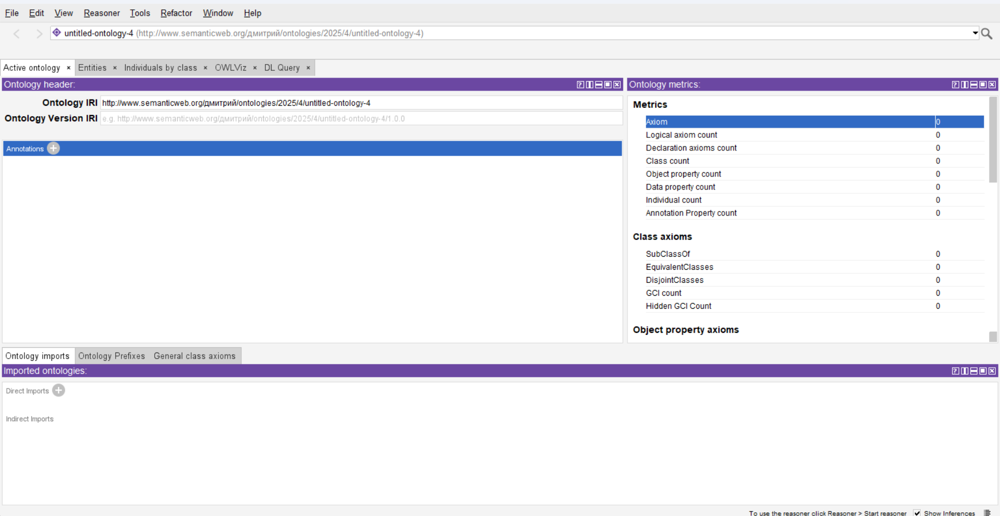 File Edit View Reasoner Tools Refactor Window Help
untitled-ontology-4 (http://www.semanticweb.org/дмитрий/ontologies/2025/4/untitled-ontology-4)
Active ontology × Entities × Individuals by class × OWLViz × DL Query ×
Ontology header:
Ontology IRI http://www.semanticweb.org/дмитрий/ontologies/2025/4/untitled-ontology-4
Ontology Version IRI e.g. http://www.semanticweb.org/дмитрий/ontologies/2025/4/untitled-ontology-4/1.0.0
Annotations
Ontology metrics:
Metrics
Axiom 0
Logical axiom count 0
Declaration axioms count 0
Class count 0
Object property count 0
Data property count 0
Individual count 0
Annotation Property count 0
Class axioms
SubClassOf 0
EquivalentClasses 0
DisjointClasses 0
GCI count 0
Hidden GCI Count 0
Object property axioms
Ontology imports Ontology Prefixes General class axioms
Imported ontologies:
Direct Imports
Indirect Imports
To use the reasoner click Reasoner > Start reasoner Show Inferences